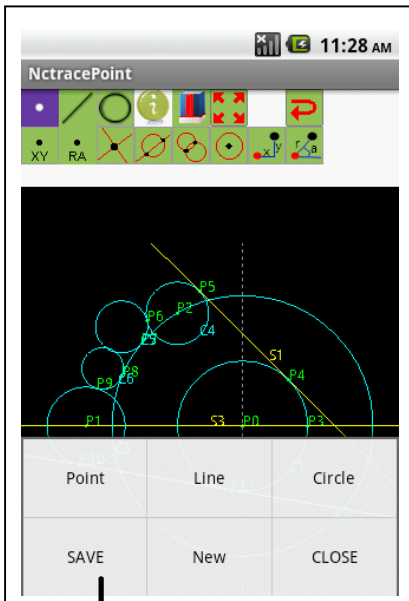 11:28 AM
NctracePoint
i
XY RA x y r a
P5
P6 P2
C4
S1
P8
C6 P4
P9
P1 S3 P0 P3
Point Line Circle
SAVE New CLOSE